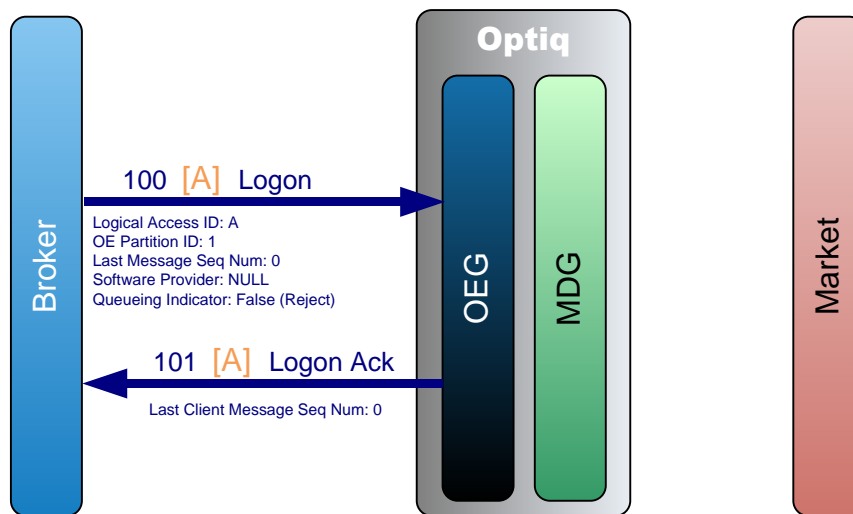 Optiq
Broker
100 [A] Logon
Logical Access ID: A
OE Partition ID: 1
Last Message Seq Num: 0
Software Provider: NULL
Queueing Indicator: False (Reject)
101 [A] Logon Ack
Last Client Message Seq Num: 0
OEG
MDG
Market